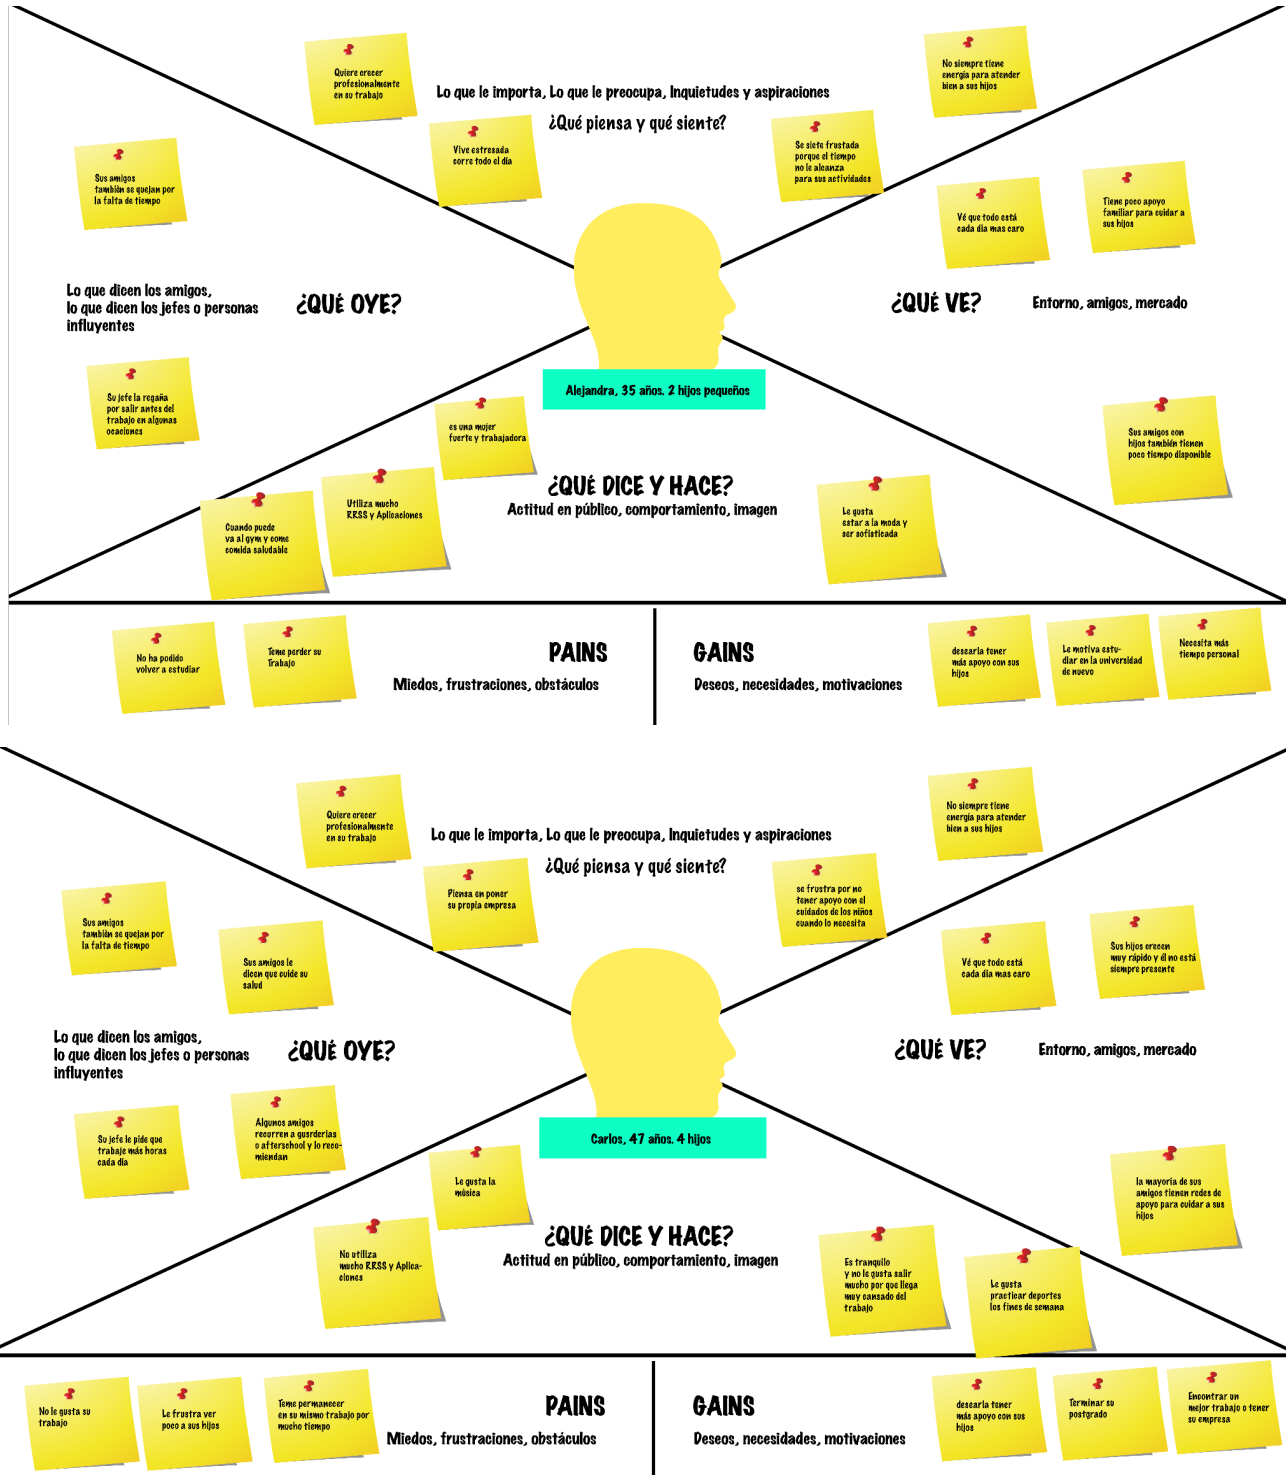 Quiere crecer
profesionalmente
en su trabajo
Lo que le importa, Lo que le preocupa, Inquietudes y aspiraciones
¿Qué piensa y qué siente?
Vive estresada
corre todo el día
Se siete frustada
porque el tiempo
no le alcanza
para sus actividades
No siempre tiene
energía para atender
bien a sus hijos
Sus amigos
también se quejan por
la falta de tiempo
Lo que dicen los amigos,
lo que dicen los jefes o personas
influyentes
¿QUÉ OYE?
Su jefe la regaña
por salir antes del
trabajo en algunas
ocaciones
Vé que todo está
cada dia mas caro
Tiene poco apoyo
familiar para cuidar a
sus hijos
¿QUÉ VE?
Entorno, amigos, mercado
Sus amigos con
hijos también tienen
poco tiempo disponible
Alejandra, 35 años. 2 hijos pequeños
es una mujer
fuerte y trabajadora
Utiliza mucho
RRSS y Aplicaciones
Cuando puede
va al gym y come
comida saludable
¿QUÉ DICE Y HACE?
Actitud en público, comportamiento, imagen
Le gusta
estar a la moda y
ser sofisticada
No ha podido
volver a estudiar
Teme perder su
Trabajo
PAINS
Miedos, frustraciones, obstáculos
GAINS
Deseos, necesidades, motivaciones
desearia tener
más apoyo con sus
hijos
Le motiva estu-
diar en la universidad
de nuevo
Necesita más
tiempo personal
Quiere crecer
profesionalmente
en su trabajo
Lo que le importa, Lo que le preocupa, Inquietudes y aspiraciones
¿Qué piensa y qué siente?
Piensa en poner
su propia empresa
se frustra por no
tener apoyo con el
cuidados de los niños
cuando lo necesita
No siempre tiene
energía para atender
bien a sus hijos
Sus amigos
también se quejan por
la falta de tiempo
Sus amigos le
dicen que cuide su
salud
Lo que dicen los amigos,
lo que dicen los jefes o personas
influyentes
¿QUÉ OYE?
Su jefe le pide que
trabaje más horas
cada día
Algunos amigos
recurren a gusrderías
o afterschool y lo reco-
miendan
Vé que todo está
cada dia mas caro
Sus hijos crecen
muy rápido y él no está
siempre presente
¿QUÉ VE?
Entorno, amigos, mercado
la mayoria de sus
amigos tienen redes de
apoyo para cuidar a sus
hijos
Carlos, 47 años. 4 hijos
Le gusta la
música
No utiliza
mucho RRSS y Aplica-
ciones
¿QUÉ DICE Y HACE?
Actitud en público, comportamiento, imagen
Es tranquilo
y no le gusta salir
mucho por que llega
muy cansado del
trabajo
Le gusta
practicar deportes
los fines de semana
No le gusta su
trabajo
Le frustra ver
poco a sus hijos
Teme permanecer
en su mismo trabajo por
mucho tiempo
PAINS
Miedos, frustraciones, obstáculos
GAINS
Deseos, necesidades, motivaciones
desearia tener
más apoyo con sus
hijos
Terminar su
postgrado
Encontrar un
mejor trabajo o tener
su empresa